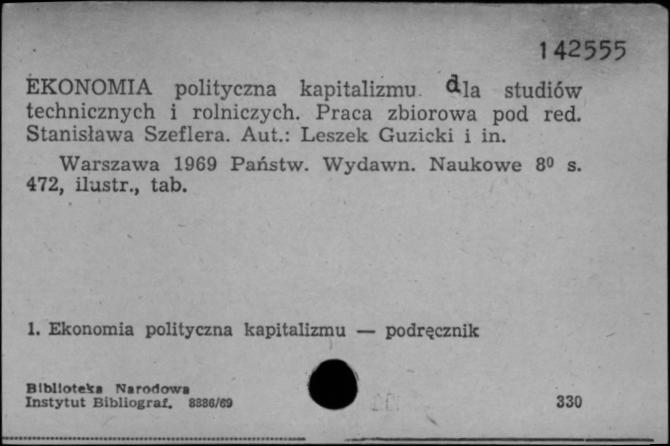 142555
EKONOMIA polityczna kapitalizmu dla studiów
technicznych i rolniczych. Praca zbiorowa pod red.
Stanisława Szeflera. Aut.: Leszek Guzicki i in.
Warszawa 1969 Państw. Wydawn. Naukowe 8⁰ s.
472, ilustr., tab.
1. Ekonomia polityczna kapitalizmu — podręcznik
Biblioteka Narodowa
Instytut Bibliograf. 8886/69
330